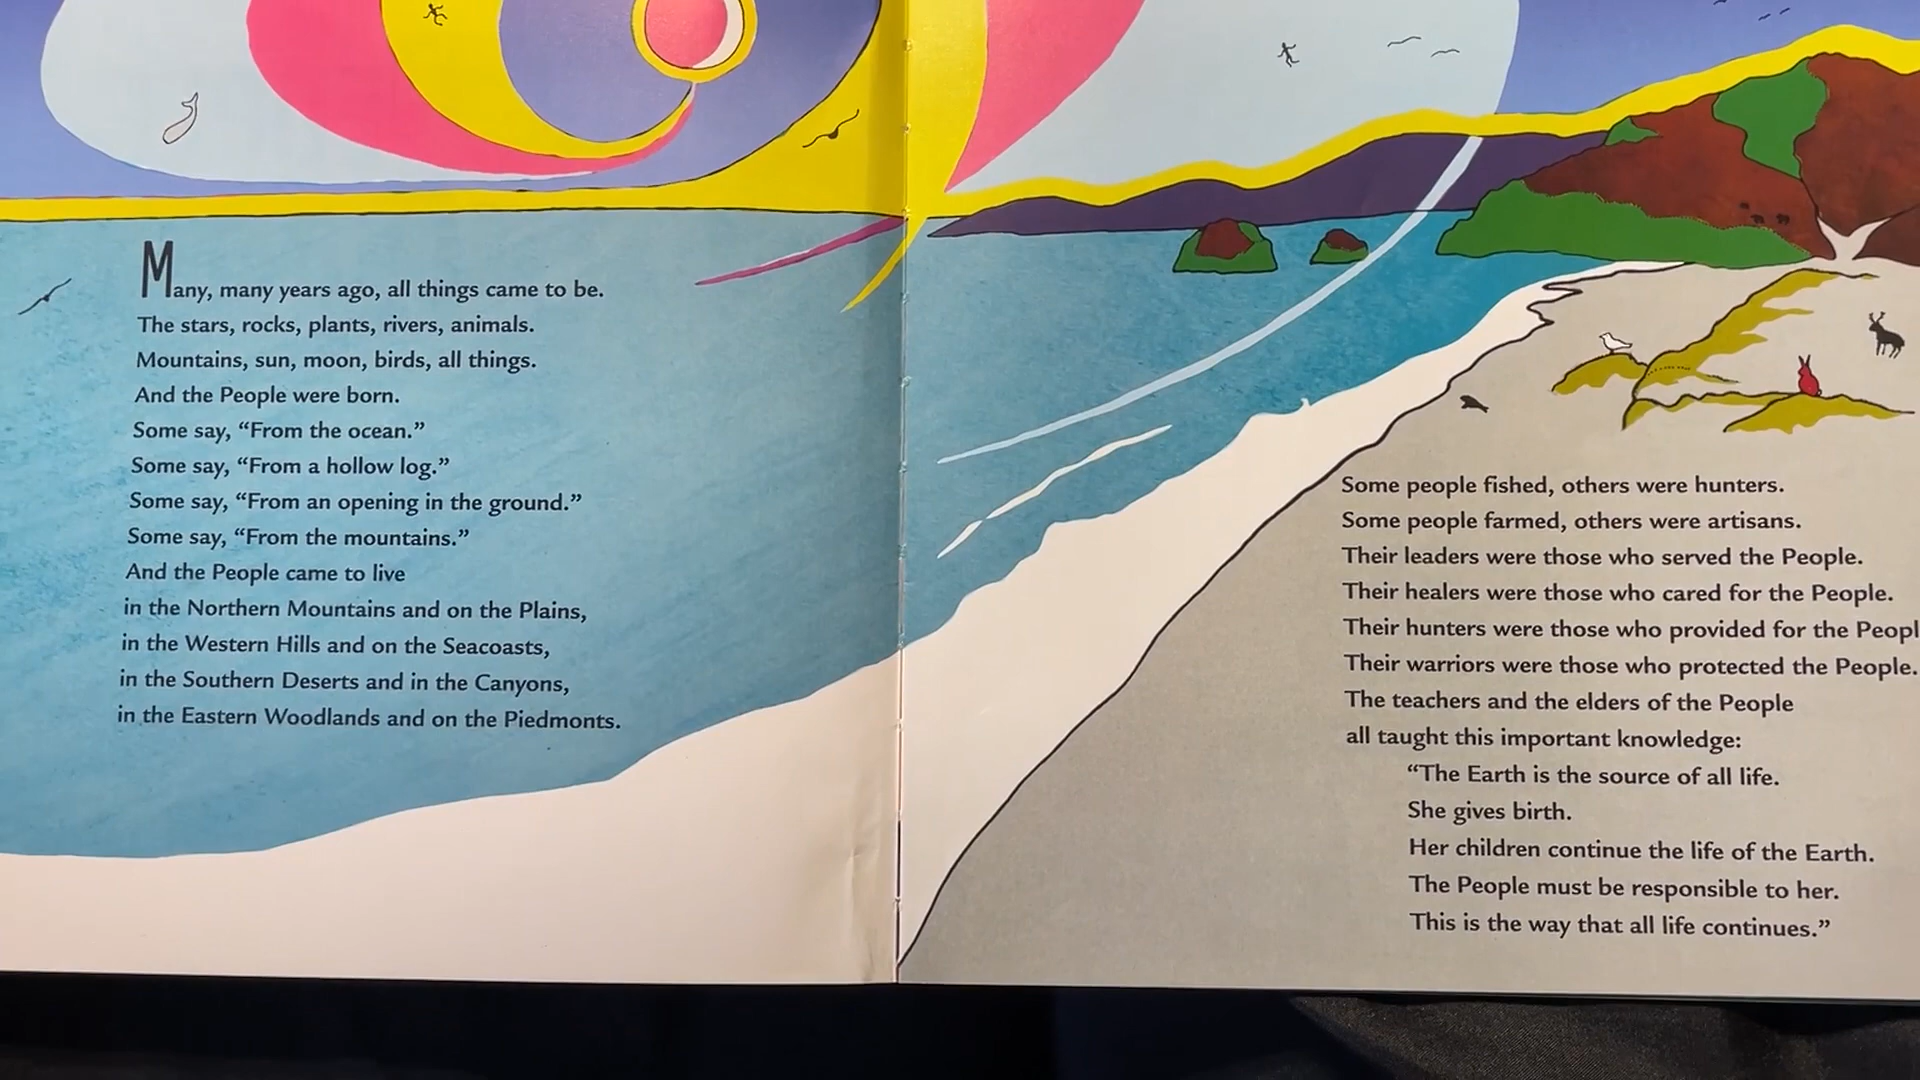 Many, many years ago, all things came to be.
The stars, rocks, plants, rivers, animals.
Mountains, sun, moon, birds, all things.
And the People were born.
Some say, “From the ocean.”
Some say, “From a hollow log.”
Some say, “From an opening in the ground.”
Some say, “From the mountains.”
And the People came to live
in the Northern Mountains and on the Plains,
in the Western Hills and on the Seacoasts,
in the Southern Deserts and in the Canyons,
in the Eastern Woodlands and on the Piedmonts.
Some people fished, others were hunters.
Some people farmed, others were artisans.
Their leaders were those who served the People.
Their healers were those who cared for the People.
Their hunters were those who provided for the Peopl
Their warriors were those who protected the People.
The teachers and the elders of the People
all taught this important knowledge:
“The Earth is the source of all life.
She gives birth.
Her children continue the life of the Earth.
The People must be responsible to her.
This is the way that all life continues.”